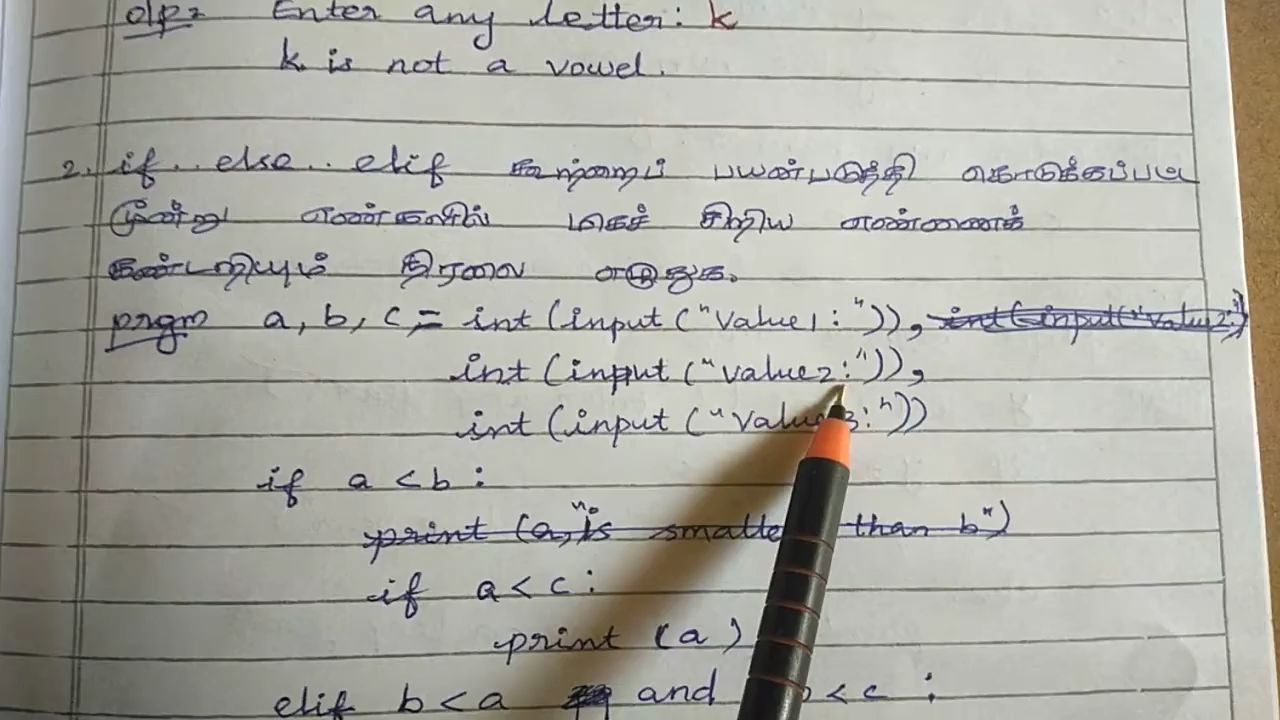 o/p: Enter any letter: k
k is not a vowel.
2. if..else..elif கூற்றைப் பயன்படுத்தி கொடுக்கப்பட்ட
மூன்று எண்களில் மிகச் சிறிய எண்ணைக்
கண்டறியும் நிரலை எழுதுக.
prgm a, b, c, = int (input ("Value1:")), int(input("value2:")
int (input ("value2:")),
int (input ("Value3:"))
if a < b :
print (a, "is smaller than b")
if a < c :
print (a)
elif b < a and b < c :